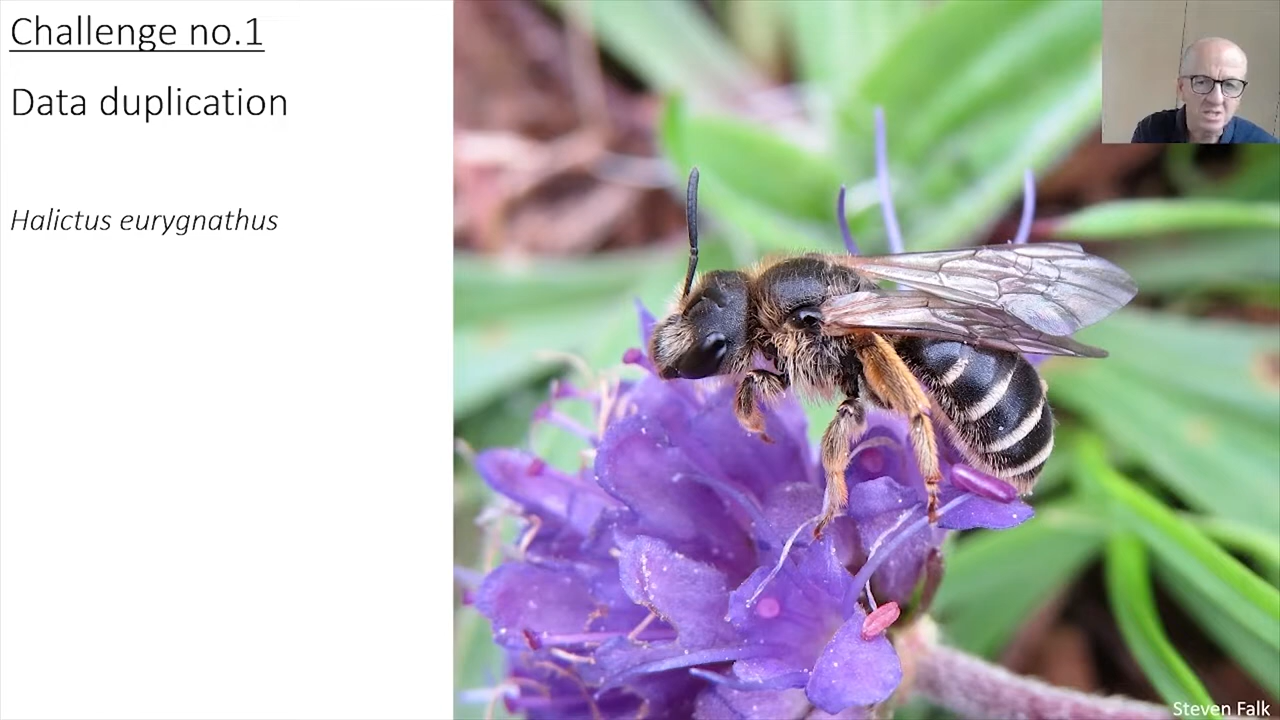 Challenge no.1
Data duplication
Halictus eurygnathus
Steven Falk